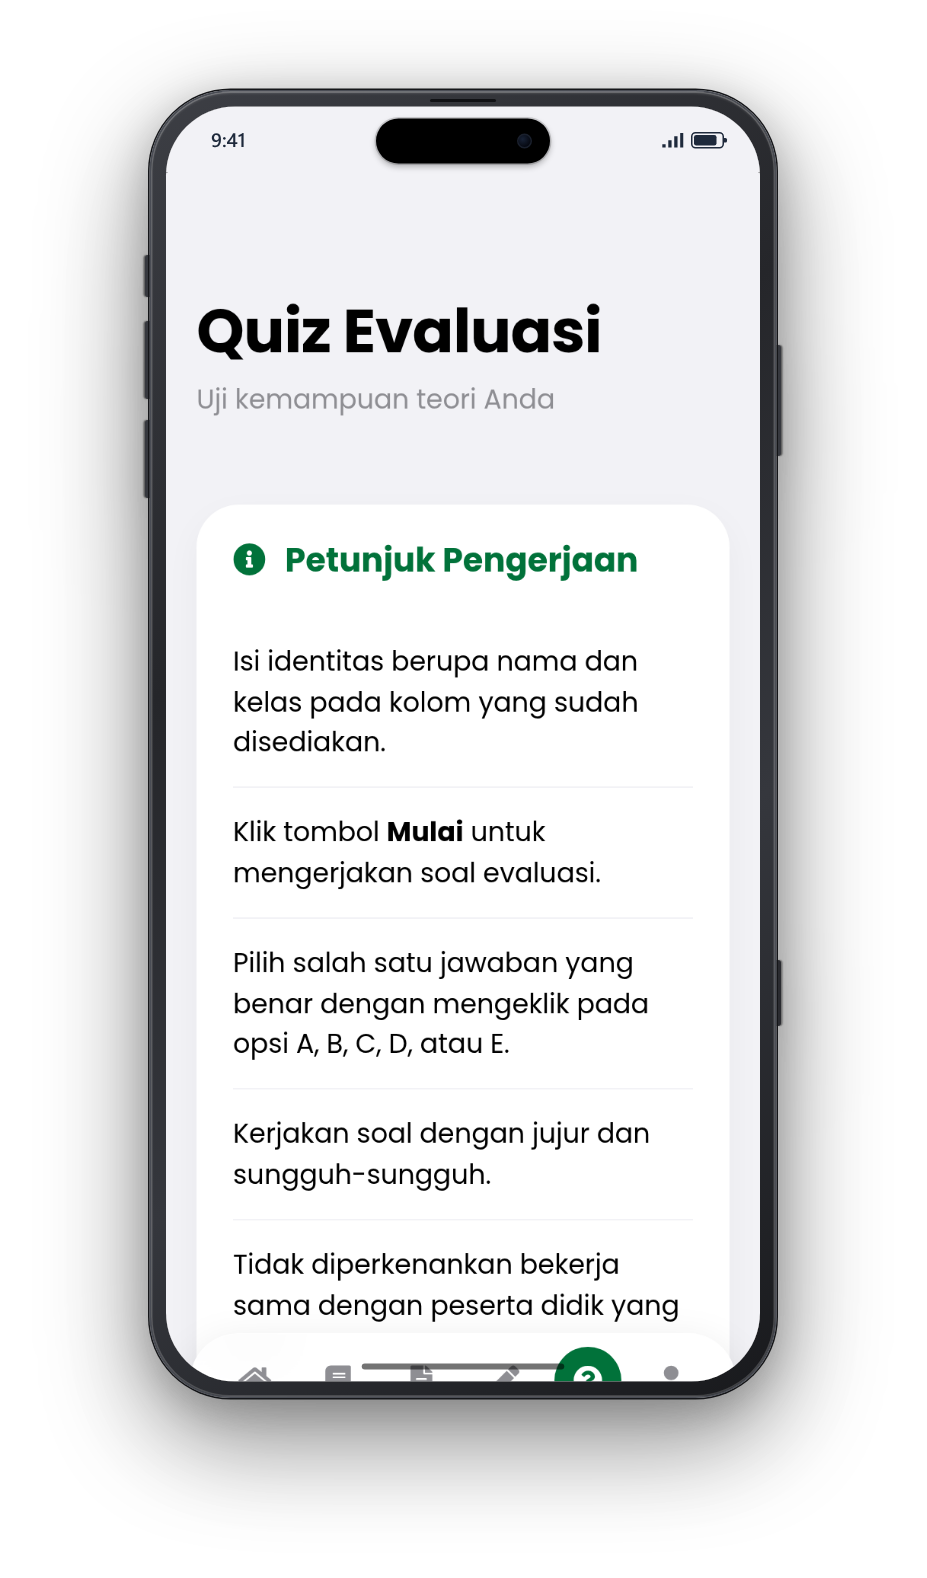 9:41
Quiz Evaluasi
Uji kemampuan teori Anda
Petunjuk Pengerjaan
Isi identitas berupa nama dan
kelas pada kolom yang sudah
disediakan.
Klik tombol Mulai untuk
mengerjakan soal evaluasi.
Pilih salah satu jawaban yang
benar dengan mengeklik pada
opsi A, B, C, D, atau E.
Kerjakan soal dengan jujur dan
sungguh-sungguh.
Tidak diperkenankan bekerja
sama dengan peserta didik yang